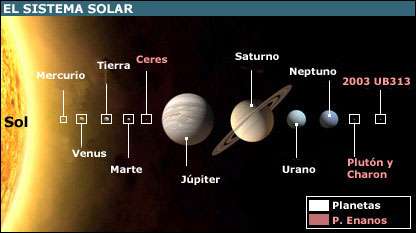 EL SISTEMA SOLAR
Mercurio
Tierra
Ceres
Saturno
Neptuno
2003 UB313
Sol
Venus
Marte
Júpiter
Urano
Plutón y
Charon
Planetas
P. Enanos